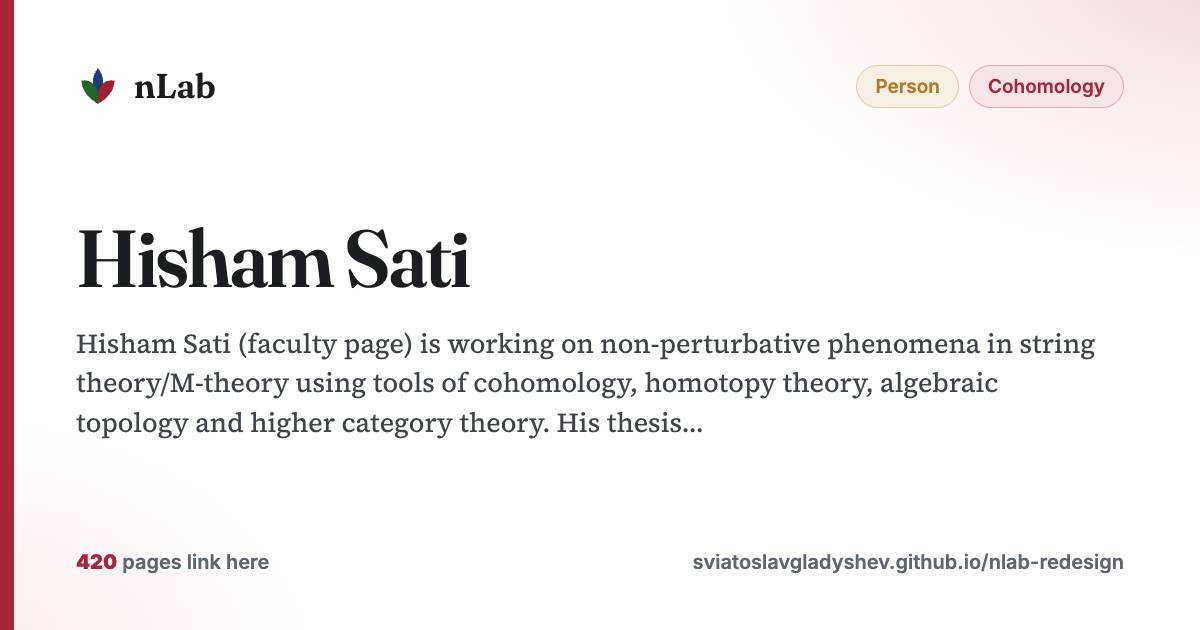 nLab
Person
Cohomology
Hisham Sati
Hisham Sati (faculty page) is working on non-perturbative phenomena in string
theory/M-theory using tools of cohomology, homotopy theory, algebraic
topology and higher category theory. His thesis...
420 pages link here
sviatoslavgladyshev.github.io/nlab-redesign